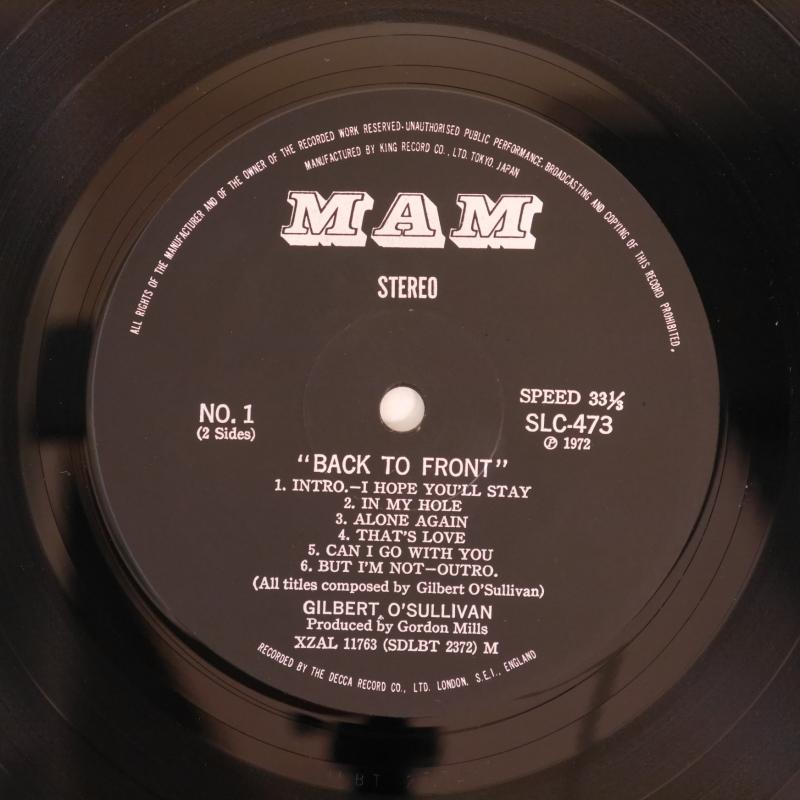 ALL RIGHTS OF THE MANUFACTURER AND OF THE OWNER OF THE RECORDED WORK RESERVED·UNAUTHORISED PUBLIC PERFORMANCE, BROADCASTING AND COPYING OF THIS RECORD PROHIBITED.
MANUFACTURED BY KING RECORD CO., LTD. TOKYO. JAPAN
MAM
STEREO
NO. 1
(2 Sides)
SPEED 33⅓
SLC-473
Ⓟ 1972
"BACK TO FRONT"
1. INTRO.—I HOPE YOU'LL STAY
2. IN MY HOLE
3. ALONE AGAIN
4. THAT'S LOVE
5. CAN I GO WITH YOU
6. BUT I'M NOT—OUTRO.
(All titles composed by Gilbert O'Sullivan)
GILBERT O'SULLIVAN
Produced by Gordon Mills
XZAL 11763 (SDLBT 2372) M
RECORDED BY THE DECCA RECORD CO., LTD. LONDON. S.E.I., ENGLAND